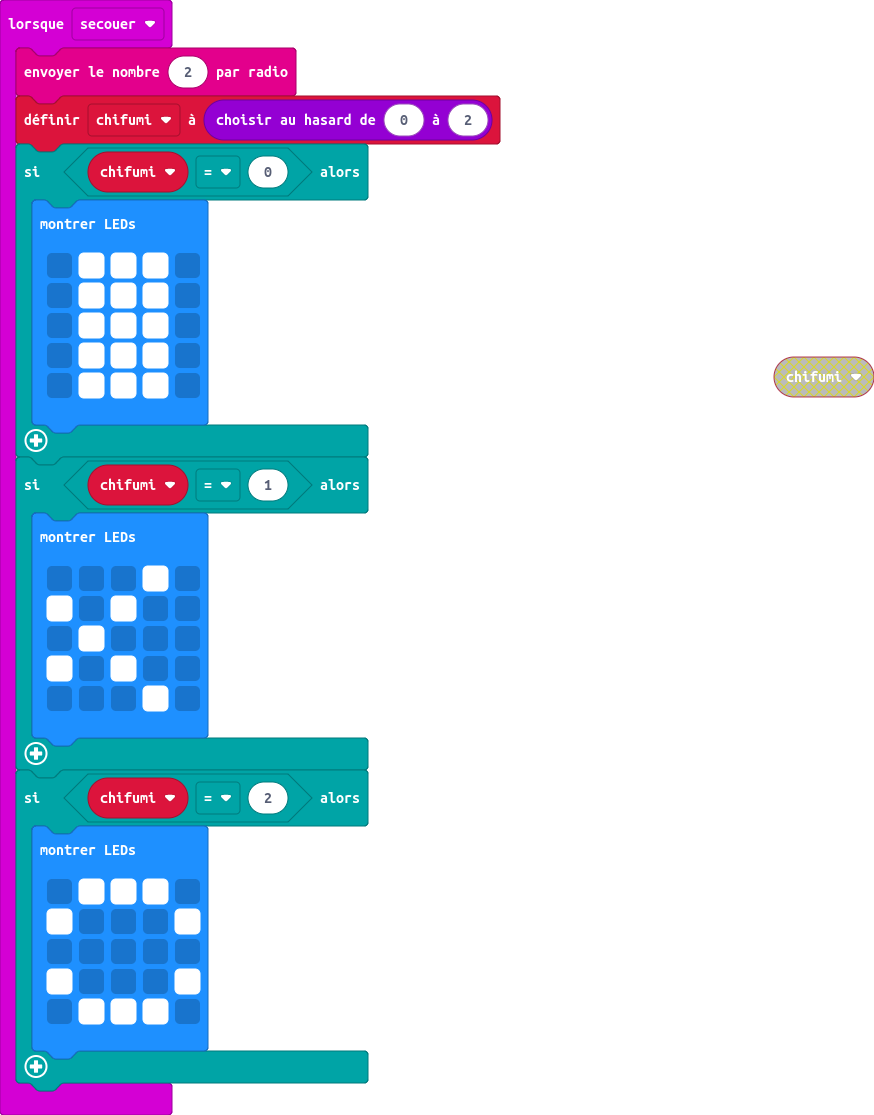 lorsque secouer
envoyer le nombre 2 par radio
définir chifumi à choisir au hasard de 0 à 2
si chifumi = 0 alors
montrer LEDs
chifumi
si chifumi = 1 alors
montrer LEDs
si chifumi = 2 alors
montrer LEDs